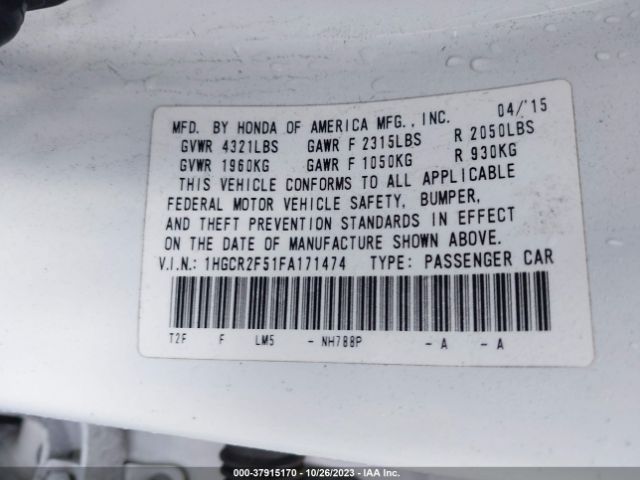 MFD. BY HONDA OF AMERICA MFG., INC. 04/'15
GVWR 4321LBS GAWR F 2315LBS R 2050LBS
GVWR 1960KG GAWR F 1050KG R 930KG
THIS VEHICLE CONFORMS TO ALL APPLICABLE
FEDERAL MOTOR VEHICLE SAFETY, BUMPER,
AND THEFT PREVENTION STANDARDS IN EFFECT
ON THE DATE OF MANUFACTURE SHOWN ABOVE.
V.I.N.: 1HGCR2F51FA171474 TYPE: PASSENGER CAR
T2F F LM5 - NH788P - A - A
000-37915170 - 10/26/2023 - IAA Inc.